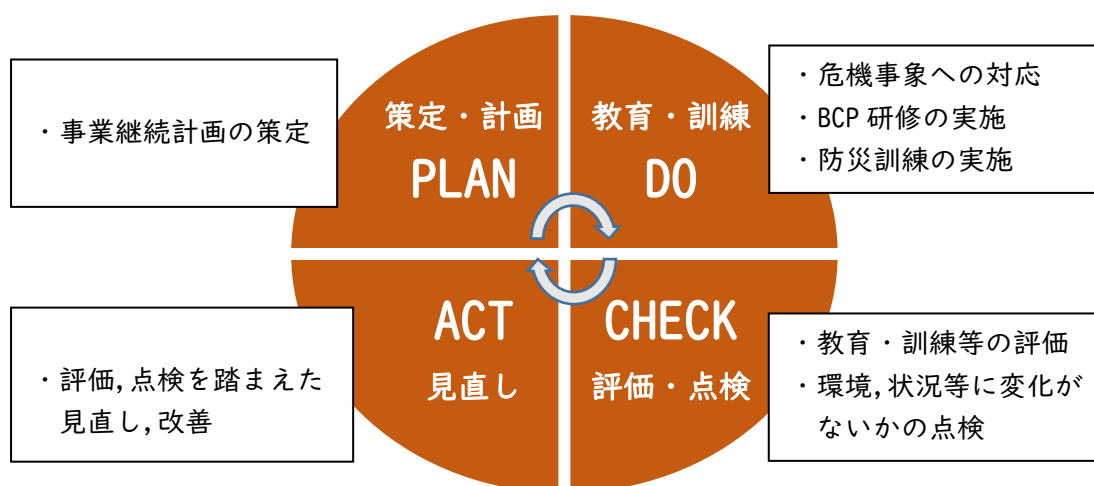 ・事業継続計画の策定
策定・計画
PLAN
教育・訓練
DO
・危機事象への対応
・BCP研修の実施
・防災訓練の実施
・評価,点検を踏まえた
見直し,改善
ACT
見直し
CHECK
評価・点検
・教育・訓練等の評価
・環境,状況等に変化が
ないかの点検